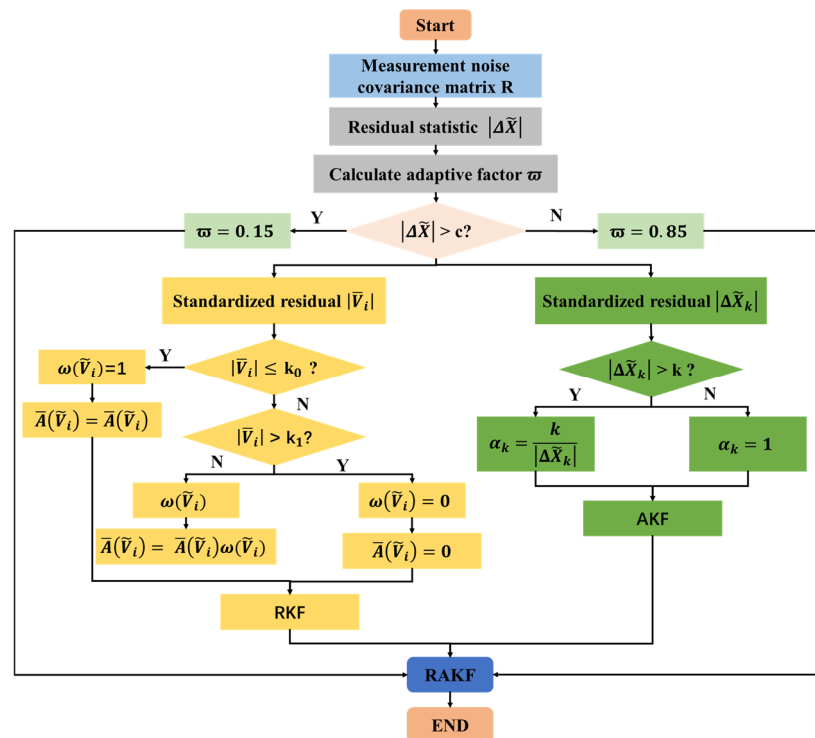 Start
Measurement noise
covariance matrix R
Residual statistic |ΔX̃|
Calculate adaptive factor ϖ
Y
N
ϖ = 0.15
|ΔX̃| > c?
ϖ = 0.85
Standardized residual |V̅ᵢ|
Standardized residual |ΔX̃ₖ|
Y
ω(Ṽᵢ)=1
|V̅ᵢ| ≤ k₀ ?
|ΔX̃ₖ| > k ?
N
Y
N
A̅(Ṽᵢ) = A̅(Ṽᵢ)
|V̅ᵢ| > k₁?
αₖ = k / |ΔX̃ₖ|
αₖ = 1
N
Y
ω(Ṽᵢ)
ω(Ṽᵢ) = 0
AKF
A̅(Ṽᵢ) = A̅(Ṽᵢ)ω(Ṽᵢ)
A̅(Ṽᵢ) = 0
RKF
RAKF
END